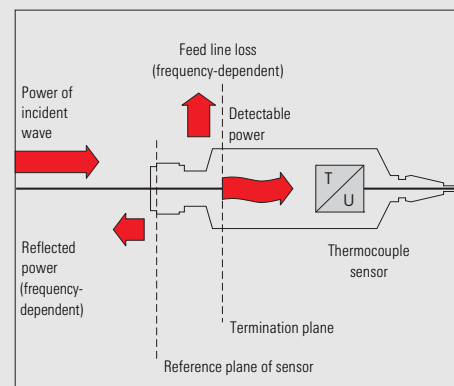 Feed line loss
(frequency-dependent)
Power of
incident
wave
Detectable
power
T
U
Reflected
power
(frequency-
dependent)
Thermocouple
sensor
Termination plane
Reference plane of sensor